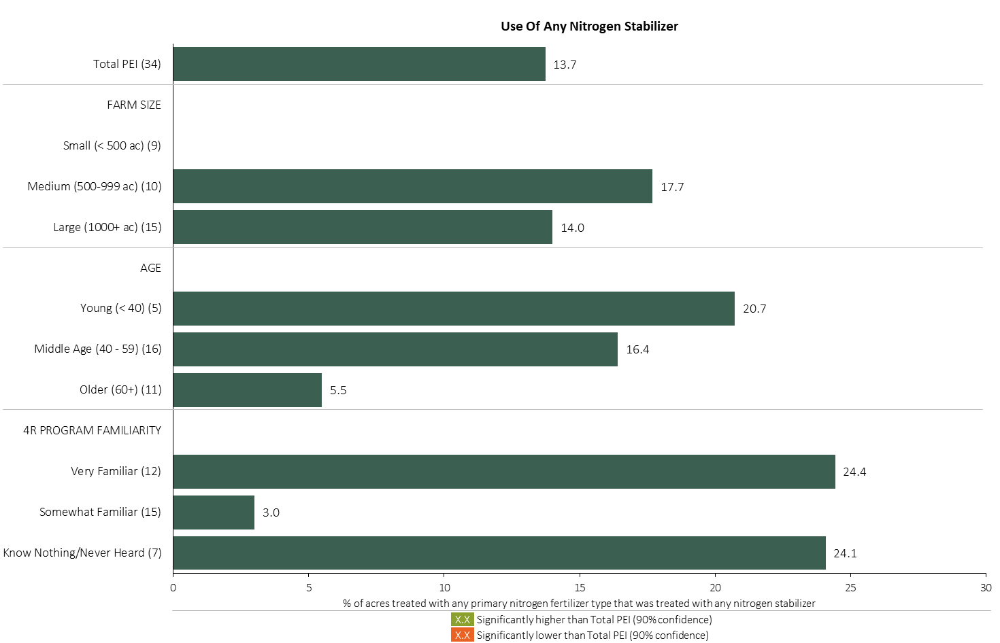 Use Of Any Nitrogen Stabilizer
Total PEI (34)
13.7
FARM SIZE
Small (< 500 ac) (9)
Medium (500-999 ac) (10)
17.7
Large (1000+ ac) (15)
14.0
AGE
Young (< 40) (5)
20.7
Middle Age (40 - 59) (16)
16.4
Older (60+) (11)
5.5
4R PROGRAM FAMILIARITY
Very Familiar (12)
24.4
Somewhat Familiar (15)
3.0
Know Nothing/Never Heard (7)
24.1
0 5 10 15 20 25 30
% of acres treated with any primary nitrogen fertilizer type that was treated with any nitrogen stabilizer
X.X Significantly higher than Total PEI (90% confidence)
X.X Significantly lower than Total PEI (90% confidence)